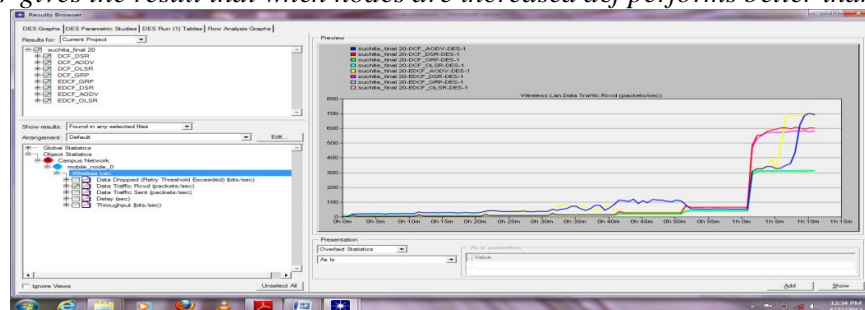 gives the result that when nodes are increased dcf performs better than
Results Browser
DES Graphs DES Parametric Studies DES Run (1) Tables Flow Analysis Graphs
Results for: Current Project
suchita_final 20
DCF_DSR
DCF_AODV
DCF_OLSR
DCF_GRP
EDCF_GRP
EDCF_DSR
EDCF_AODV
EDCF_OLSR
Show results: Found in any selected files
Arrangement: Default Edit...
Global Statistics
Object Statistics
Campus Network
mobile_node_0
Wireless Lan
Data Dropped (Retry Threshold Exceeded) (bits/sec)
Data Traffic Rcvd (packets/sec)
Data Traffic Sent (packets/sec)
Delay (sec)
Throughput (bits/sec)
Ignore Views Unselect All
Preview
suchita_final 20-DCF_AODV-DES-1
suchita_final 20-DCF_DSR-DES-1
suchita_final 20-DCF_GRP-DES-1
suchita_final 20-DCF_OLSR-DES-1
suchita_final 20-EDCF_AODV-DES-1
suchita_final 20-EDCF_DSR-DES-1
suchita_final 20-EDCF_GRP-DES-1
suchita_final 20-EDCF_OLSR-DES-1
Wireless Lan.Data Traffic Rcvd (packets/sec)
800
700
600
500
400
300
200
100
0
0h 0m 0h 5m 0h 10m 0h 15m 0h 20m 0h 25m 0h 30m 0h 35m 0h 40m 0h 45m 0h 50m 0h 55m 1h 0m 1h 5m 1h 10m 1h 15m
Presentation
Overlaid Statistics
As Is
'As Is' parameters
Value
Add Show
12:34 PM